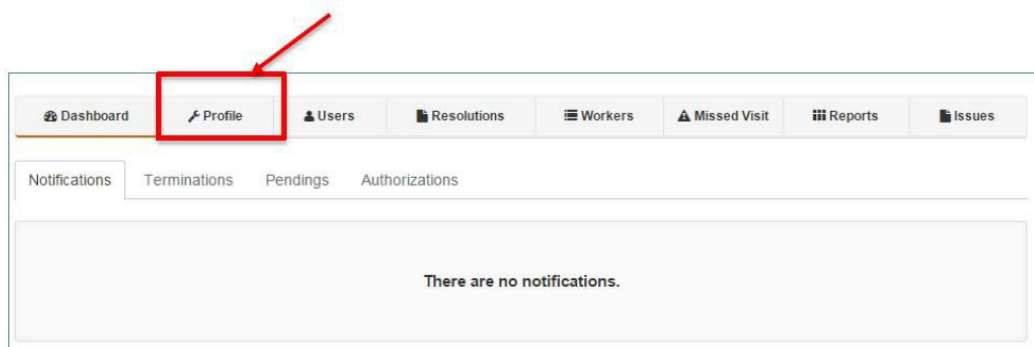 Dashboard Profile Users Resolutions Workers Missed Visit Reports Issues
Notifications Terminations Pendings Authorizations
There are no notifications.